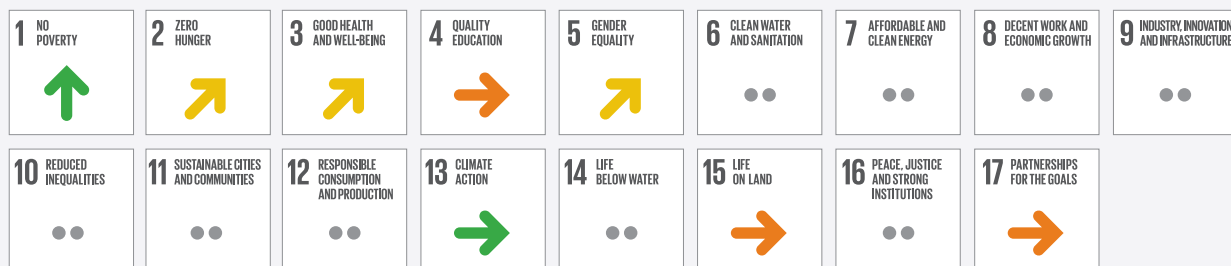 1 NO POVERTY
2 ZERO HUNGER
3 GOOD HEALTH AND WELL-BEING
4 QUALITY EDUCATION
5 GENDER EQUALITY
6 CLEAN WATER AND SANITATION
7 AFFORDABLE AND CLEAN ENERGY
8 DECENT WORK AND ECONOMIC GROWTH
9 INDUSTRY, INNOVATION AND INFRASTRUCTURE
10 REDUCED INEQUALITIES
11 SUSTAINABLE CITIES AND COMMUNITIES
12 RESPONSIBLE CONSUMPTION AND PRODUCTION
13 CLIMATE ACTION
14 LIFE BELOW WATER
15 LIFE ON LAND
16 PEACE, JUSTICE AND STRONG INSTITUTIONS
17 PARTNERSHIPS FOR THE GOALS